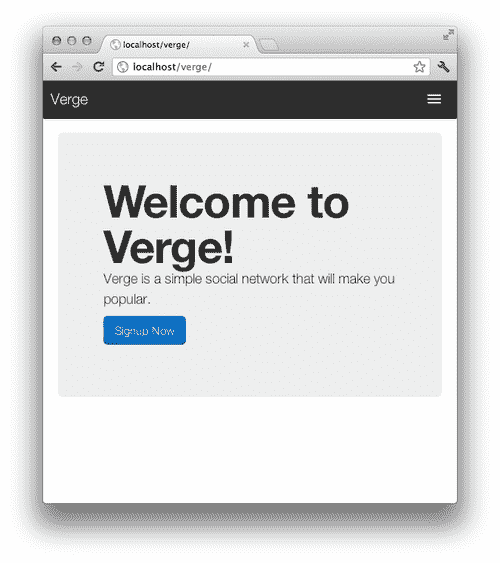 localhost/verge/
localhost/verge/
Verge
Welcome to
Verge!
Verge is a simple social network that will make you
popular.
Signup Now